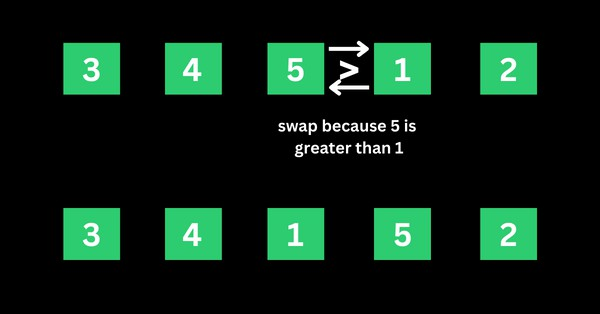 3 4 5 > 1 2
swap because 5 is
greater than 1
3 4 1 5 2